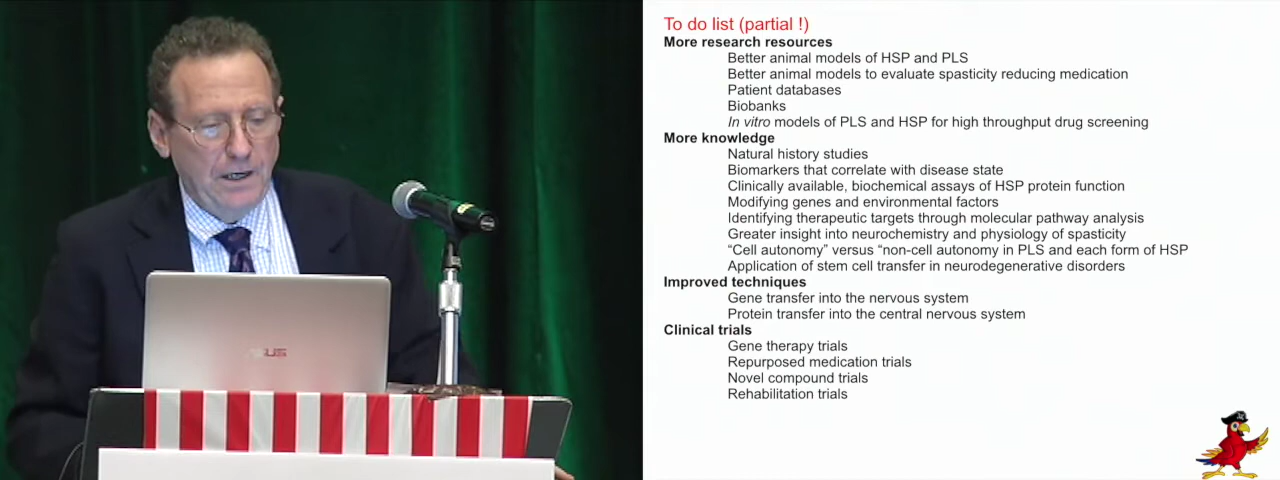 To do list (partial !)
More research resources
Better animal models of HSP and PLS
Better animal models to evaluate spasticity reducing medication
Patient databases
Biobanks
In vitro models of PLS and HSP for high throughput drug screening
More knowledge
Natural history studies
Biomarkers that correlate with disease state
Clinically available, biochemical assays of HSP protein function
Modifying genes and environmental factors
Identifying therapeutic targets through molecular pathway analysis
Greater insight into neurochemistry and physiology of spasticity
“Cell autonomy” versus “non-cell autonomy in PLS and each form of HSP
Application of stem cell transfer in neurodegenerative disorders
Improved techniques
Gene transfer into the nervous system
Protein transfer into the central nervous system
Clinical trials
Gene therapy trials
Repurposed medication trials
Novel compound trials
Rehabilitation trials
ASUS